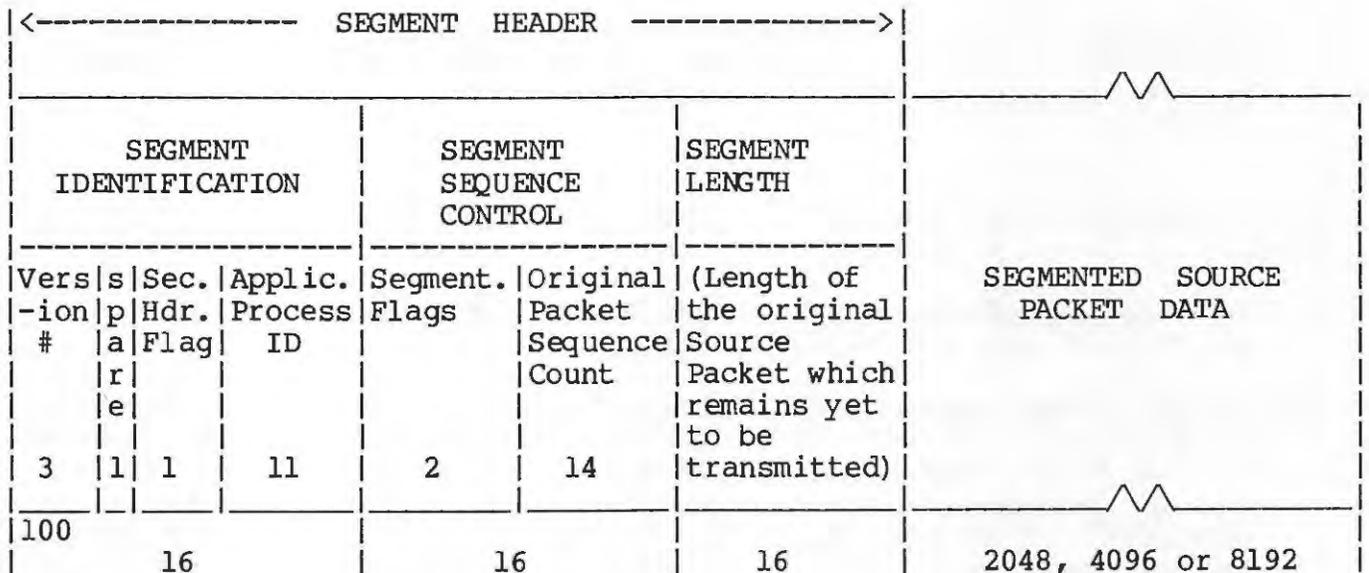 SEGMENT HEADER
SEGMENT IDENTIFICATION
SEGMENT SEQUENCE CONTROL
SEGMENT LENGTH
Vers-ion #
spare
Sec. Hdr. Flag
Applic. Process ID
Segment. Flags
Original Packet Sequence Count
(Length of the original Source Packet which remains yet to be transmitted)
SEGMENTED SOURCE PACKET DATA
3 1 1 11 2 14
100
16 16 16 2048, 4096 or 8192